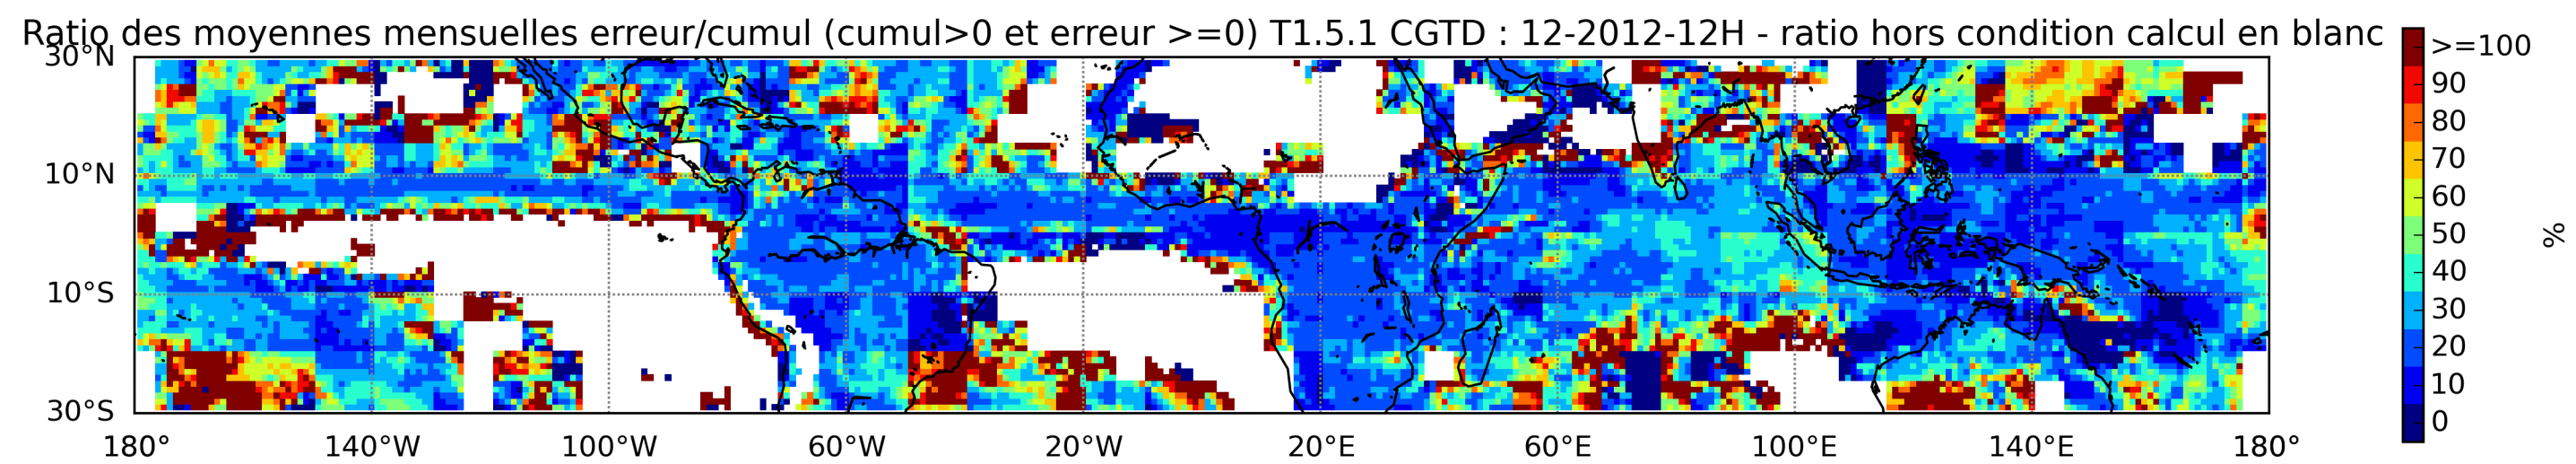 Ratio des moyennes mensuelles erreur/cumul (cumul>0 et erreur >=0) T1.5.1 CGTD : 12-2012-12H - ratio hors condition calcul en blanc
30°N
10°N
10°S
30°S
180° 140°W 100°W 60°W 20°W 20°E 60°E 100°E 140°E 180°
>=100
90
80
70
60
50
40
30
20
10
0
%